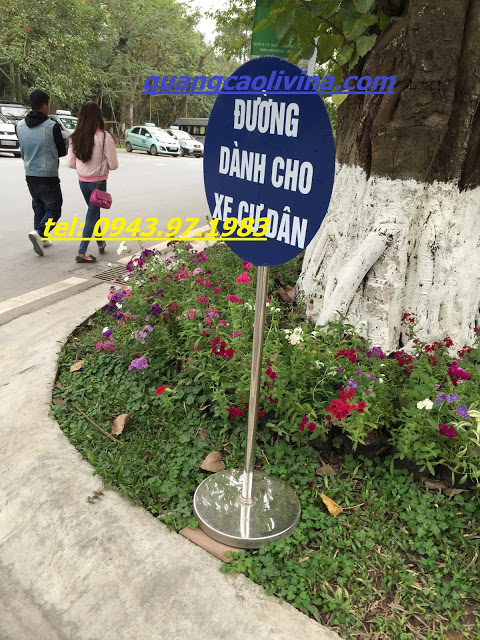 quangcaolivina.com
ĐƯỜNG
DÀNH CHO
XE CƯ DÂN
tel: 0943.97.1983